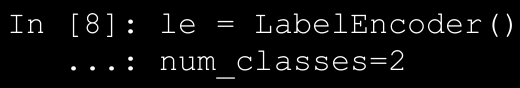 In [8]: le = LabelEncoder()
   ...: num_classes=2